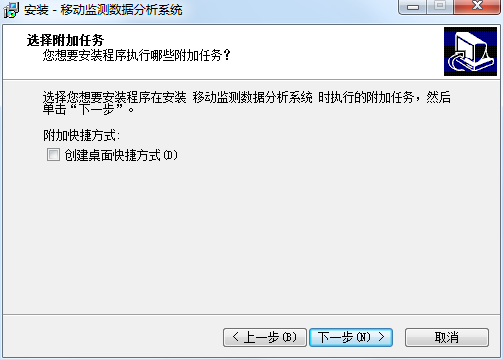 安装 - 移动监测数据分析系统
选择附加任务
您想要安装程序执行哪些附加任务？
选择您想要安装程序在安装 移动监测数据分析系统 时执行的附加任务，然后
单击“下一步”。
附加快捷方式:
创建桌面快捷方式(D)
< 上一步(B)
下一步(N) >
取消